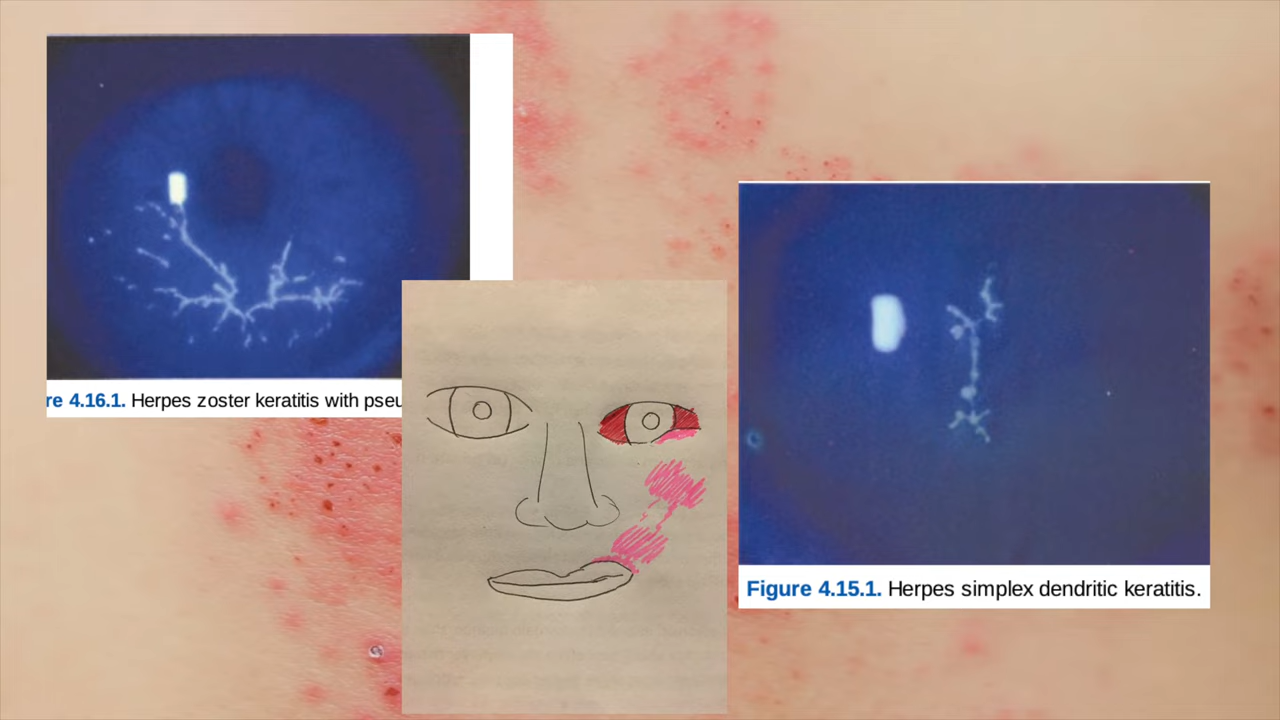 re 4.16.1. Herpes zoster keratitis with pseu
Figure 4.15.1. Herpes simplex dendritic keratitis.